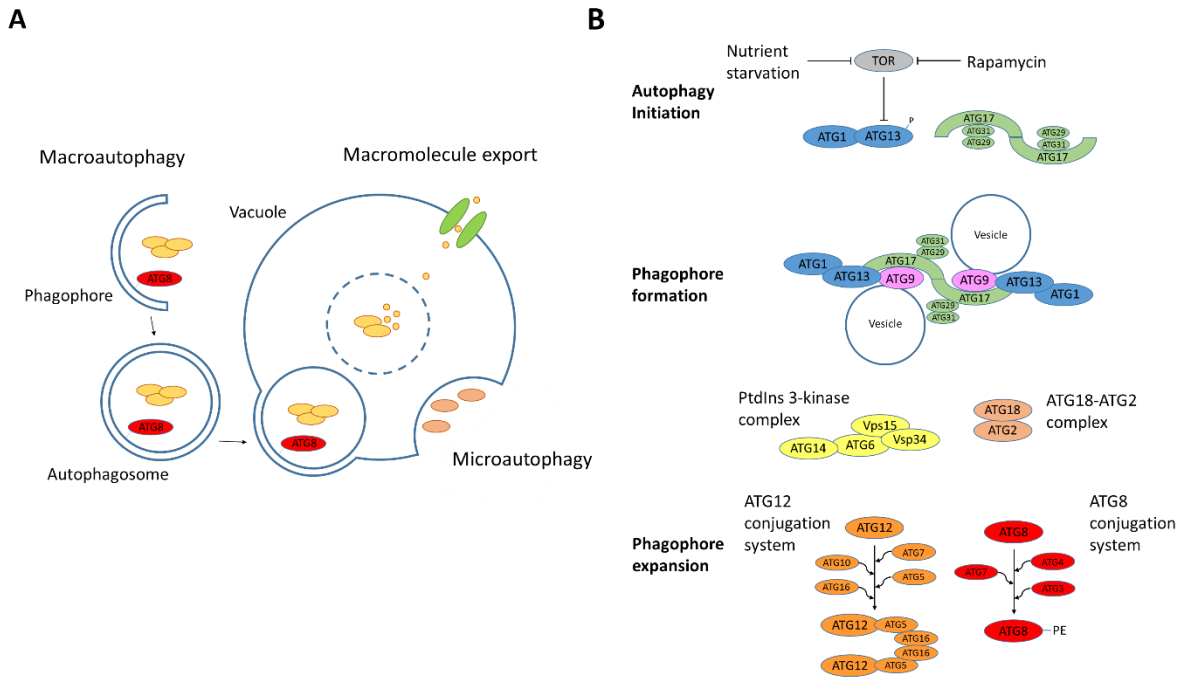 A
Macroautophagy
Macromolecule export
Vacuole
ATG8
Phagophore
ATG8
Autophagosome
ATG8
Microautophagy
B
Nutrient
starvation
TOR
Rapamycin
Autophagy
Initiation
ATG1
ATG13
P
ATG17
ATG31
ATG29
ATG29
ATG31
ATG17
Phagophore
formation
Vesicle
ATG31
ATG29
ATG1
ATG13
ATG17
ATG9
ATG9
ATG17
ATG13
ATG1
ATG29
ATG31
Vesicle
PtdIns 3-kinase
complex
Vps15
ATG14
ATG6
Vsp34
ATG18
ATG2
ATG18-ATG2
complex
Phagophore
expansion
ATG12
conjugation
system
ATG12
ATG10
ATG7
ATG16
ATG5
ATG12
ATG5
ATG16
ATG16
ATG12
ATG5
ATG8
conjugation
system
ATG8
ATG7
ATG4
ATG3
ATG8
PE